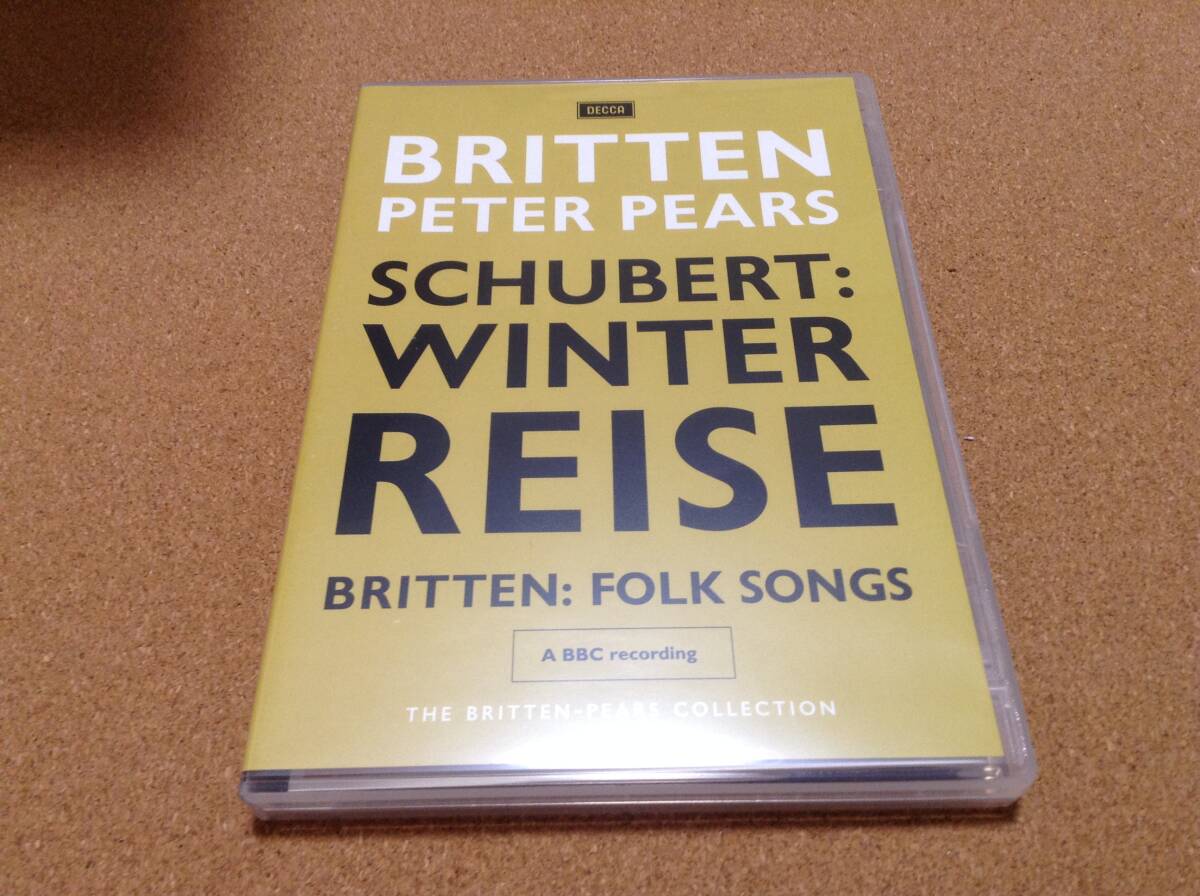 DECCA
BRITTEN
PETER PEARS
SCHUBERT:
WINTER
REISE
BRITTEN: FOLK SONGS
A BBC recording
THE BRITTEN-PEARS COLLECTION